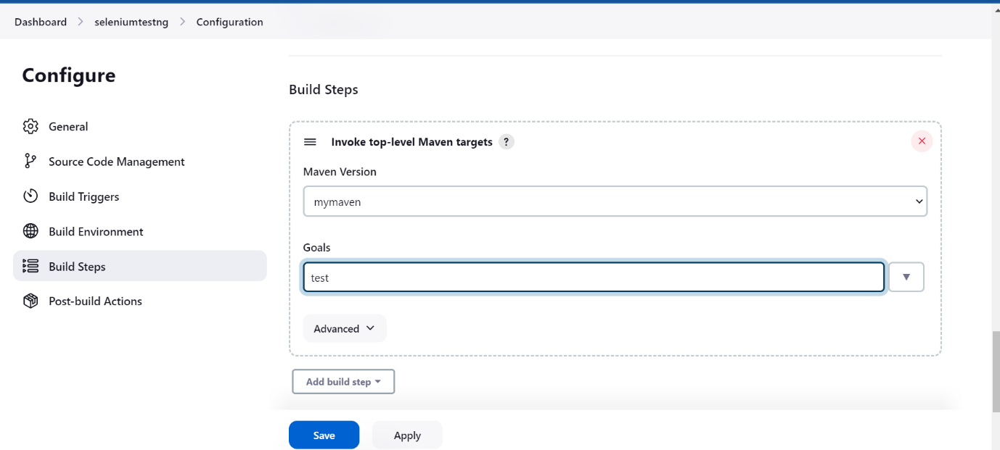 Dashboard > seleniumtestng > Configuration
Configure
General
Source Code Management
Build Triggers
Build Environment
Build Steps
Post-build Actions
Build Steps
Invoke top-level Maven targets ?
Maven Version
mymaven
Goals
test
Advanced
Add build step
Save Apply